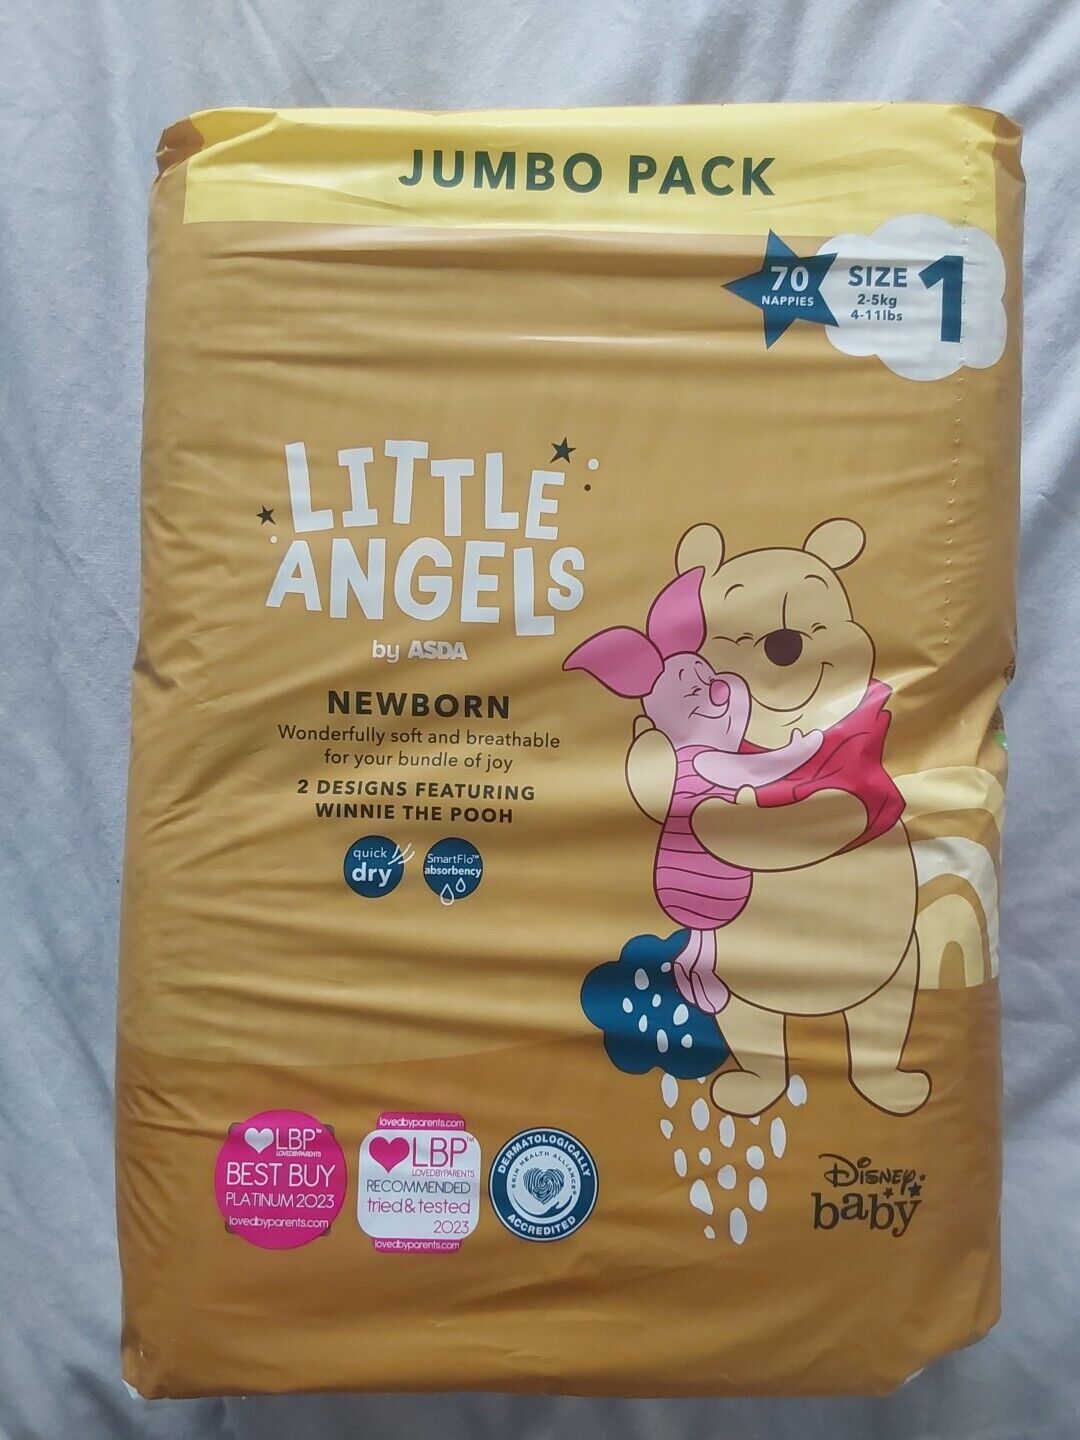 JUMBO PACK
70
NAPPIES
SIZE
2-5kg
4-11lbs
1
LITTLE
ANGELS
by ASDA
NEWBORN
Wonderfully soft and breathable
for your bundle of joy
2 DESIGNS FEATURING
WINNIE THE POOH
quick
dry
SmartFlo™
absorbency
LBP™
LOVEDBYPARENTS
BEST BUY
PLATINUM 2023
lovedbyparents.com
lovedbyparents.com
LBP™
LOVEDBYPARENTS
RECOMMENDED
tried & tested
2023
lovedbyparents.com
DERMATOLOGICALLY
SKIN HEALTH ALLIANCE®
ACCREDITED
Disney
baby